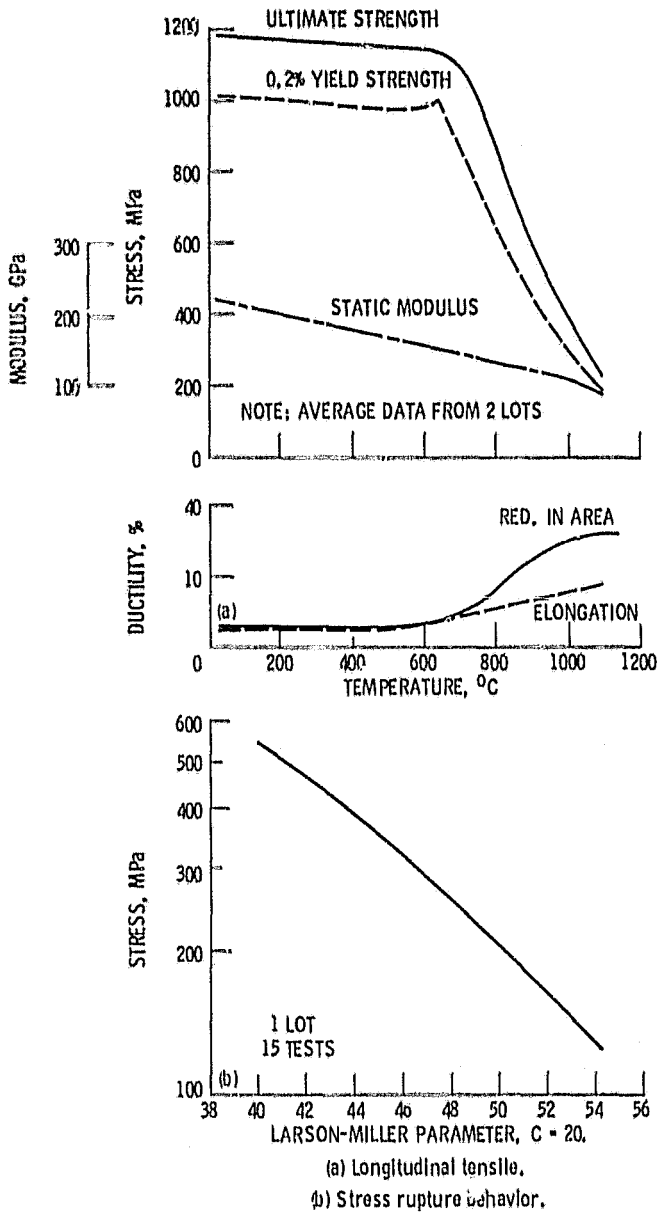 ULTIMATE STRENGTH
1200
0.2% YIELD STRENGTH
1000
800
STRESS, MPa
600
MODULUS, GPa
300
200
100
400
STATIC MODULUS
200
NOTE: AVERAGE DATA FROM 2 LOTS
0
40
RED. IN AREA
DUCTILITY, %
10
(a)
ELONGATION
0 200 400 600 800 1000 1200
TEMPERATURE, °C
600
500
400
300
STRESS, MPa
200
1 LOT
15 TESTS
100
(b)
38 40 42 44 46 48 50 52 54 56
LARSON-MILLER PARAMETER, C = 20.
(a) Longitudinal tensile.
(b) Stress rupture behavior.